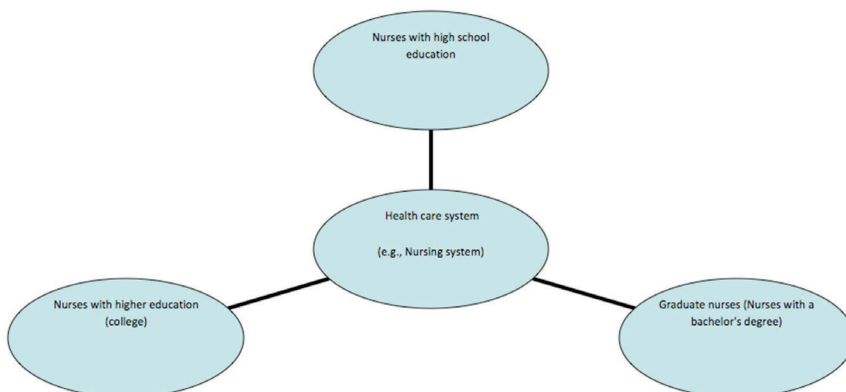 Nurses with high school
education
Health care system
(e.g., Nursing system)
Nurses with higher education
(college)
Graduate nurses (Nurses with a
bachelor's degree)